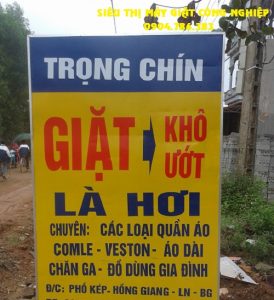 SIÊU THỊ MÁY GIẶT CÔNG NGHIỆP
TRỌNG CHÍN
GIẶT KHÔ
ƯỚT
LÀ HƠI
CHUYÊN: CÁC LOẠI QUẦN ÁO
COMLE - VESTON - ÁO DÀI
CHĂN GA - ĐỒ DÙNG GIA ĐÌNH
Đ/C: PHỐ KÉP- HỒNG GIANG - LN - BG